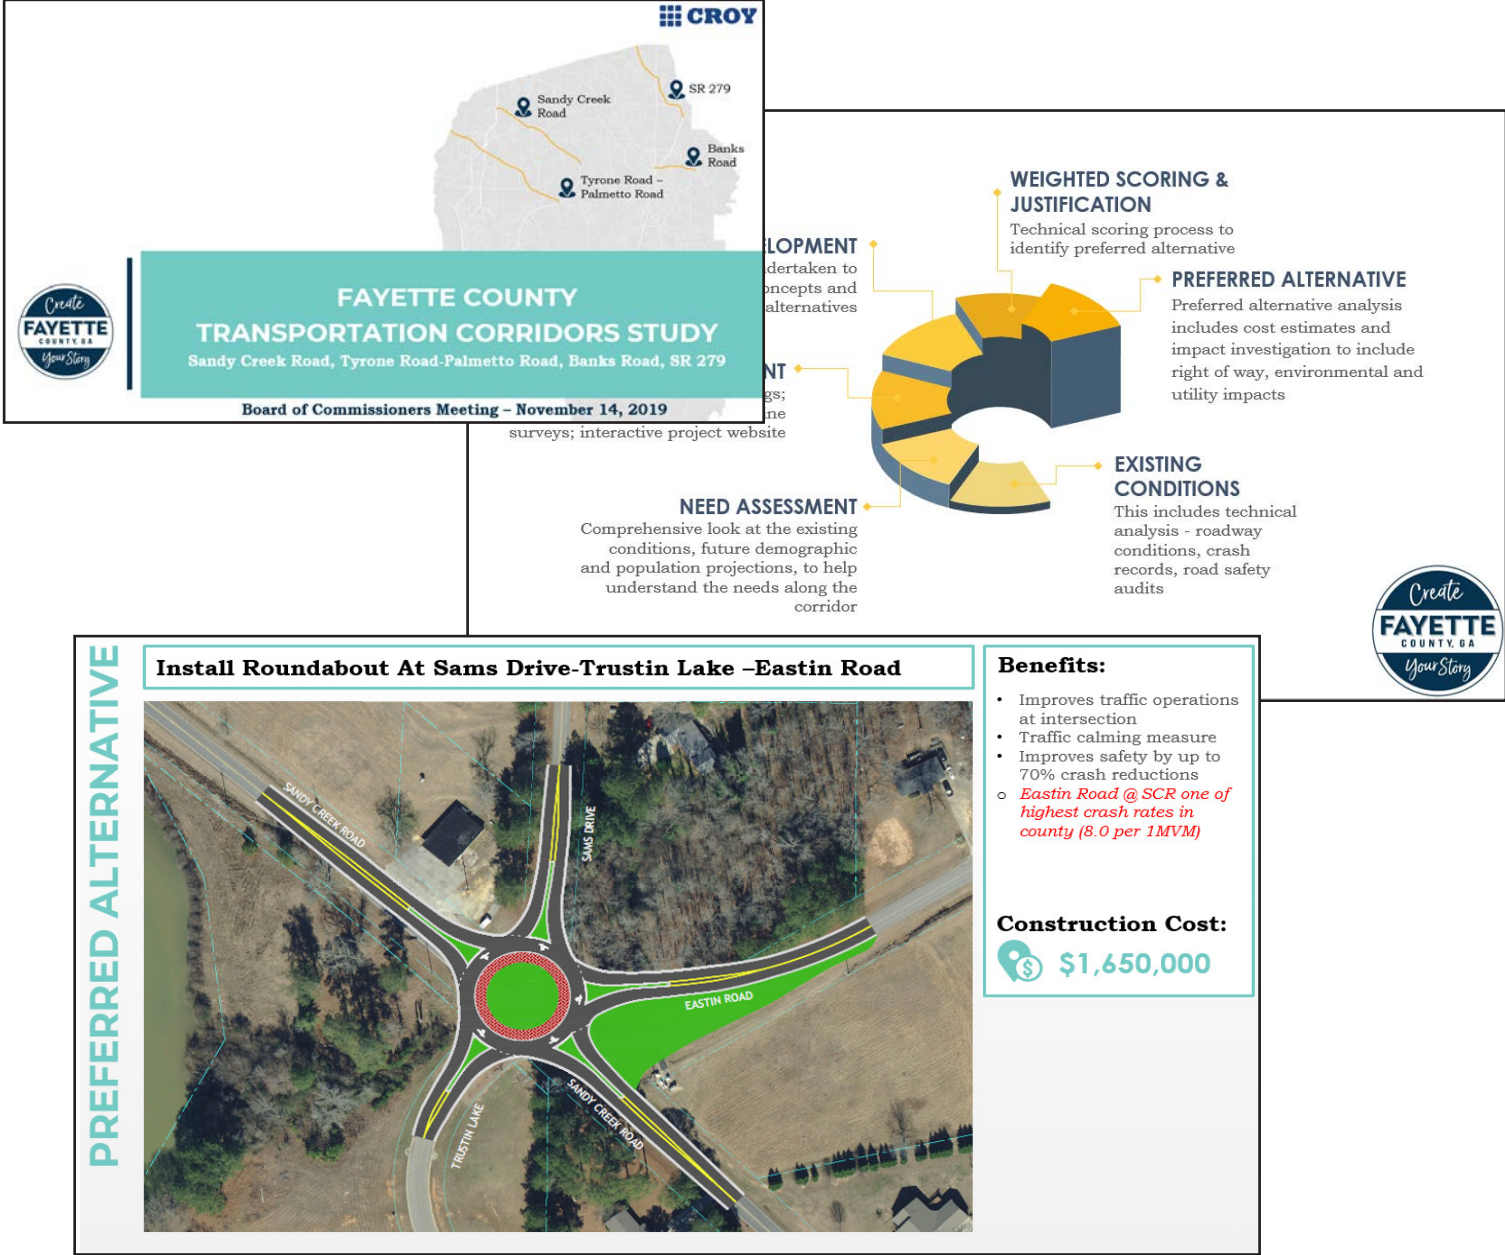 CROY
SR 279
Sandy Creek
Road
Banks
Road
Tyrone Road –
Palmetto Road
Create
FAYETTE
COUNTY, GA
Your Story
FAYETTE COUNTY
TRANSPORTATION CORRIDORS STUDY
Sandy Creek Road, Tyrone Road-Palmetto Road, Banks Road, SR 279
Board of Commissioners Meeting – November 14, 2019
WEIGHTED SCORING &
JUSTIFICATION
Technical scoring process to
identify preferred alternative
LOPMENT
dertaken to
oncepts and
alternatives
PREFERRED ALTERNATIVE
Preferred alternative analysis
includes cost estimates and
impact investigation to include
right of way, environmental and
utility impacts
NT
gs;
ne
surveys; interactive project website
EXISTING
CONDITIONS
This includes technical
analysis - roadway
conditions, crash
records, road safety
audits
NEED ASSESSMENT
Comprehensive look at the existing
conditions, future demographic
and population projections, to help
understand the needs along the
corridor
Create
FAYETTE
COUNTY, GA
Your Story
PREFERRED ALTERNATIVE
Install Roundabout At Sams Drive-Trustin Lake –Eastin Road
SANDY CREEK ROAD
SAMS DRIVE
EASTIN ROAD
SANDY CREEK ROAD
TRUSTIN LAKE
Benefits:
• Improves traffic operations
at intersection
• Traffic calming measure
• Improves safety by up to
70% crash reductions
o Eastin Road @ SCR one of
highest crash rates in
county (8.0 per 1MVM)
Construction Cost:
$
$1,650,000